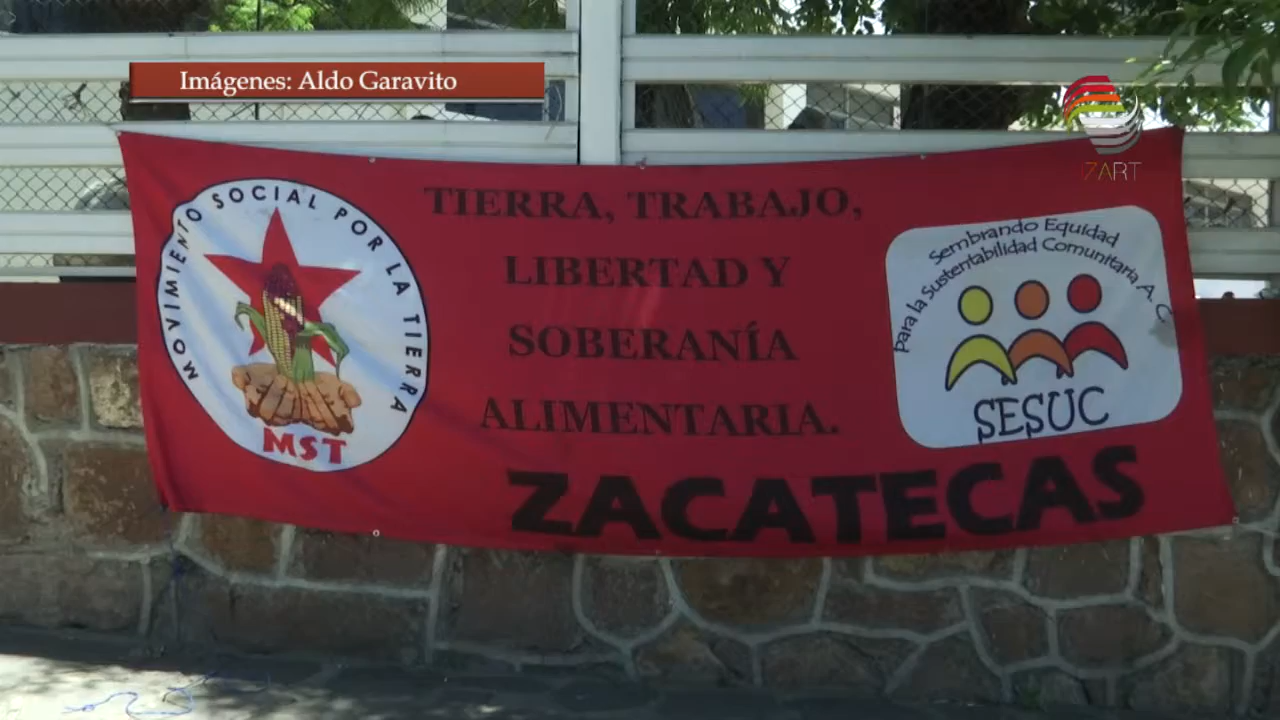 Imágenes: Aldo Garavito
IZART
MOVIMIENTO SOCIAL POR LA TIERRA
MST
TIERRA, TRABAJO,
LIBERTAD Y
SOBERANÍA
ALIMENTARIA.
ZACATECAS
Sembrando Equidad
Para la Sustentabilidad Comunitaria A. C
SESUC